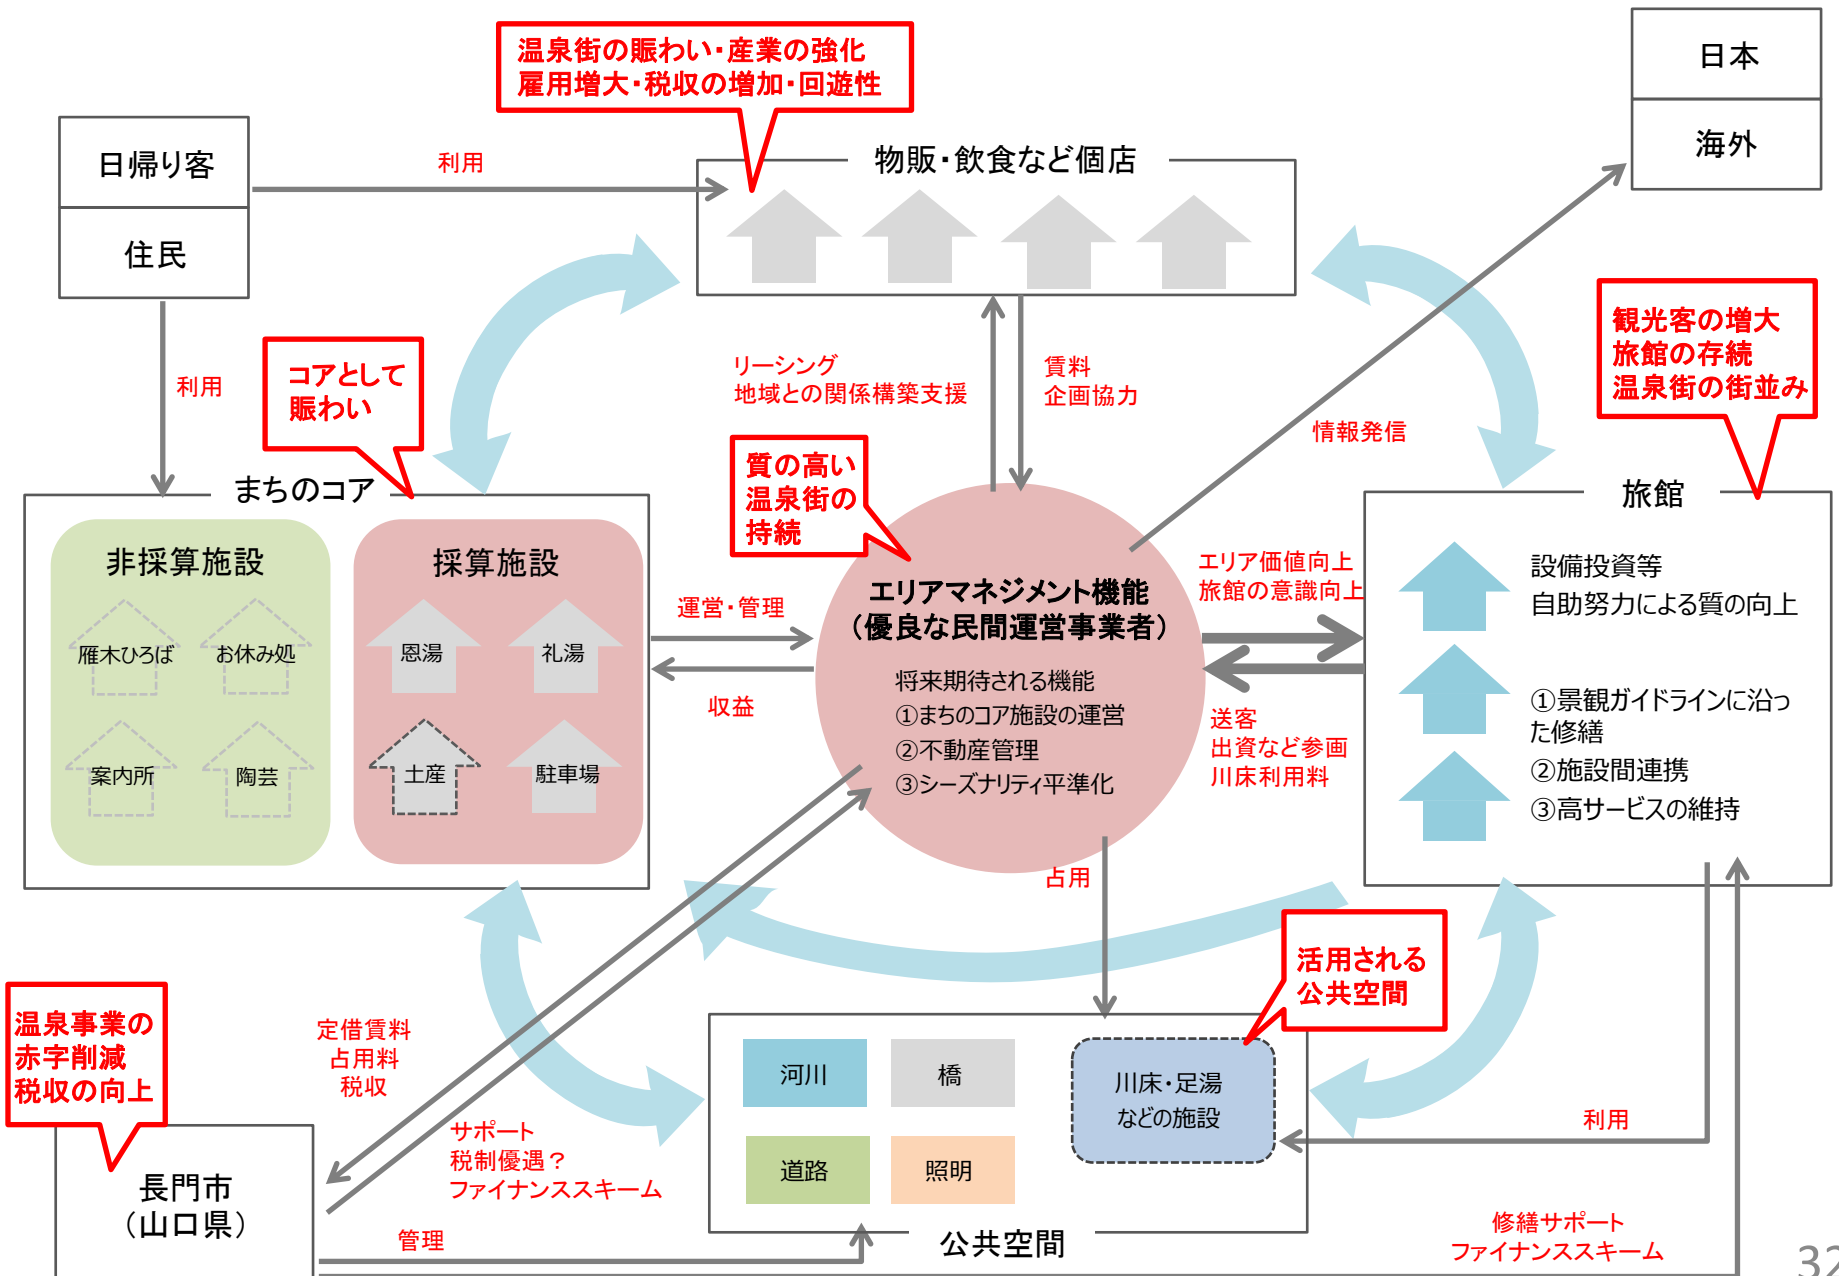 温泉街の賑わい・産業の強化
雇用増大・税収の増加・回遊性
日本
海外
日帰り客
住民
利用
物販・飲食など個店
利用
コアとして
賑わい
リーシング
地域との関係構築支援
賃料
企画協力
情報発信
観光客の増大
旅館の存続
温泉街の街並み
質の高い
温泉街の
持続
まちのコア
非採算施設
雁木ひろば
お休み処
案内所
陶芸
採算施設
恩湯
礼湯
土産
駐車場
運営・管理
収益
エリアマネジメント機能
（優良な民間運営事業者）
将来期待される機能
①まちのコア施設の運営
②不動産管理
③シーズナリティ平準化
エリア価値向上
旅館の意識向上
送客
出資など参画
川床利用料
旅館
設備投資等
自助努力による質の向上
①景観ガイドラインに沿っ
た修繕
②施設間連携
③高サービスの維持
占用
活用される
公共空間
温泉事業の
赤字削減
税収の向上
定借賃料
占用料
税収
サポート
税制優遇？
ファイナンススキーム
長門市
（山口県）
管理
河川
橋
道路
照明
川床・足湯
などの施設
公共空間
利用
修繕サポート
ファイナンススキーム
32